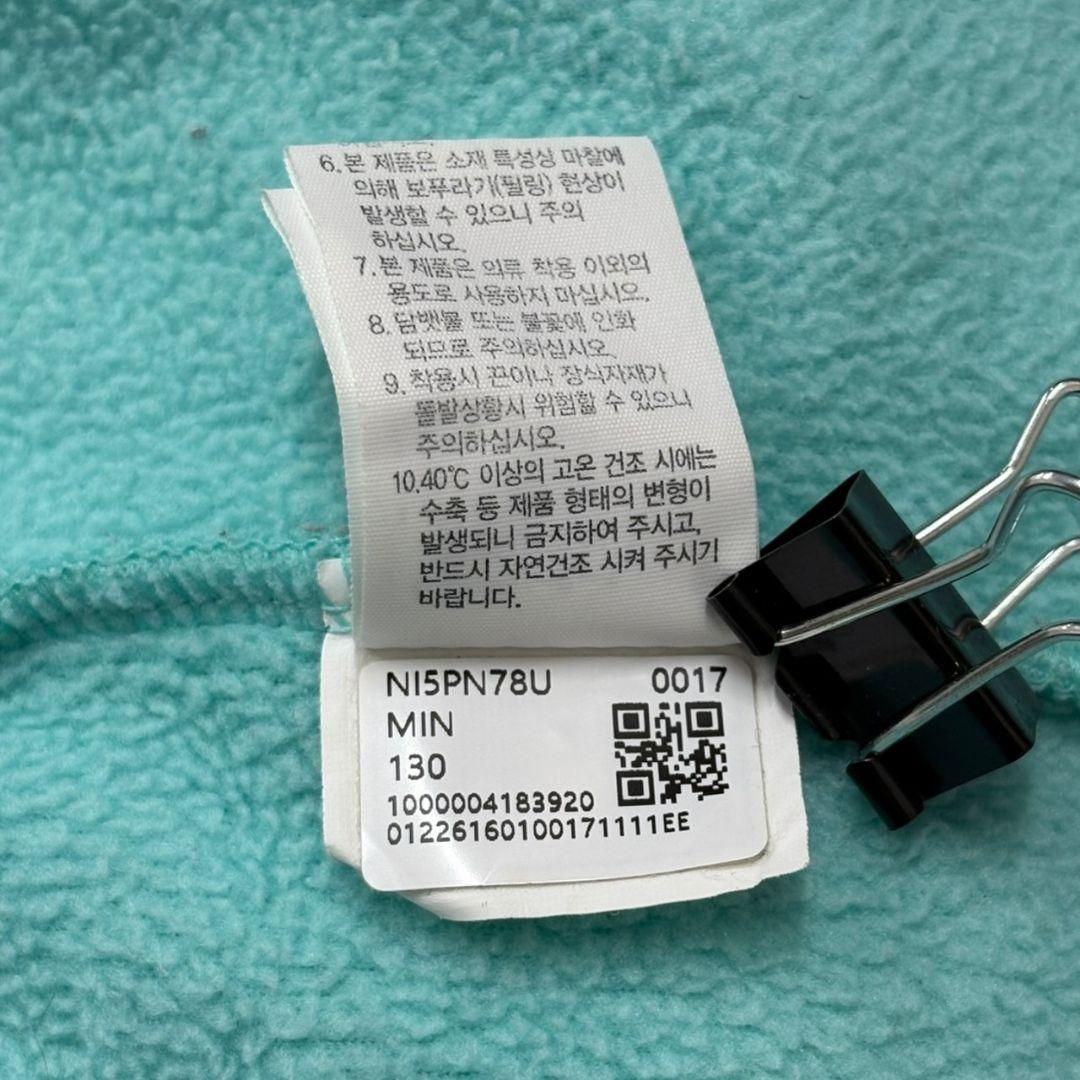 6. 본 제품은 소재 특성상 마찰에
의해 보푸라기(필링) 현상이
발생할 수 있으니 주의
하십시오.
7. 본 제품은 의류 착용 이외의
용도로 사용하지 마십시오.
8. 담뱃불 또는 불꽃에 인화
되므로 주의하십시오.
9. 착용시 끈이나 장식자재가
돌발상황시 위험할 수 있으니
주의하십시오.
10.40℃ 이상의 고온 건조 시에는
수축 등 제품 형태의 변형이
발생되니 금지하여 주시고,
반드시 자연건조 시켜 주시기
바랍니다.
NI5PN78U 0017
MIN
130
1000004183920
01226160100171111EE